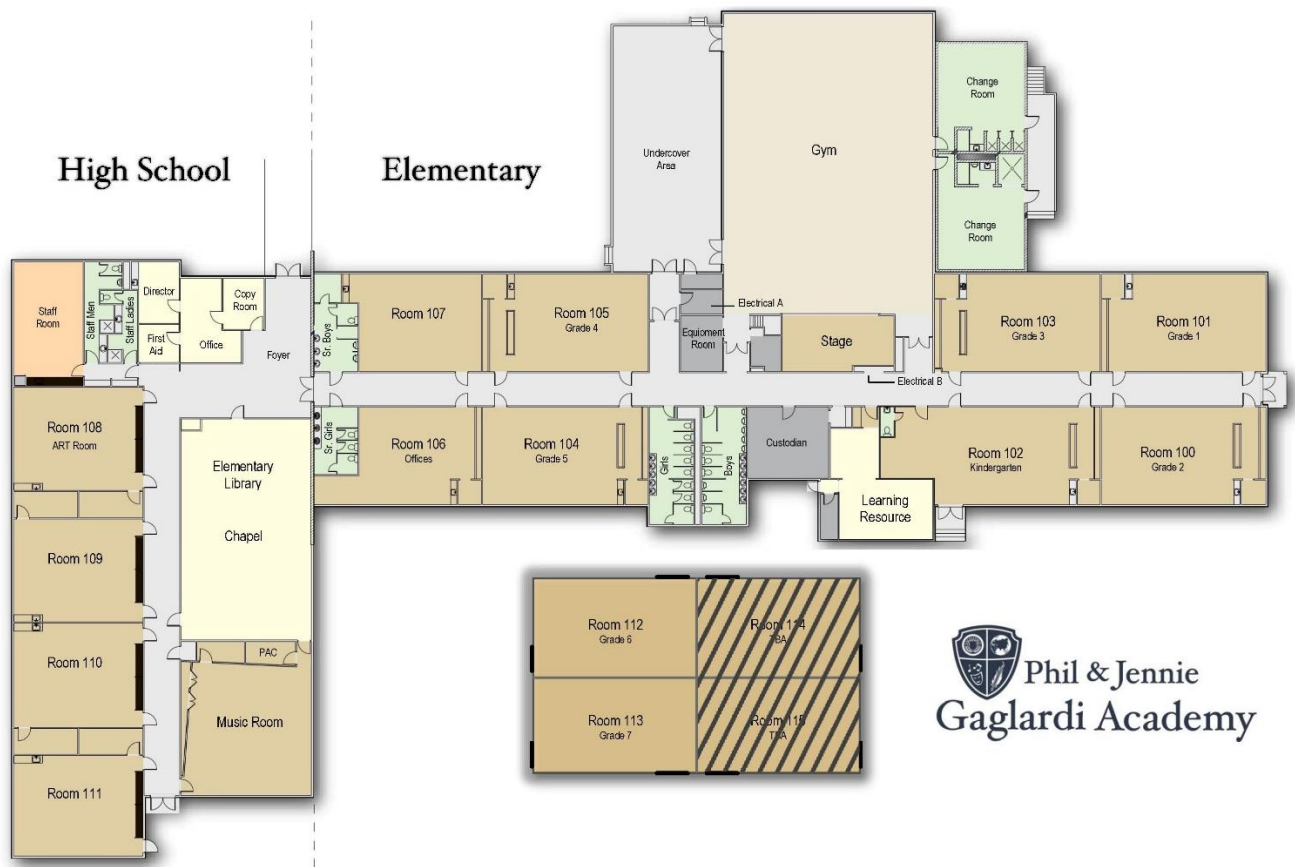 High School
Elementary
Undercover
Area
Gym
Change
Room
Change
Room
Staff
Room
Staff Men
Staff Ladies
Director
First
Aid
Office
Copy
Room
Foyer
Sr. Boys
Room 107
Room 105
Grade 4
Electrical A
Equipment
Room
Stage
Electrical B
Room 103
Grade 3
Room 101
Grade 1
Room 108
ART Room
Elementary
Library
Chapel
Sr. Girls
Room 106
Offices
Room 104
Grade 5
Girls
Boys
Custodian
Learning
Resource
Room 102
Kindergarten
Room 100
Grade 2
Room 109
Room 110
Room 111
PAC
Music Room
Room 112
Grade 6
Room 114
TBA
Room 113
Grade 7
Room 115
Phil & Jennie
Gaglardi Academy